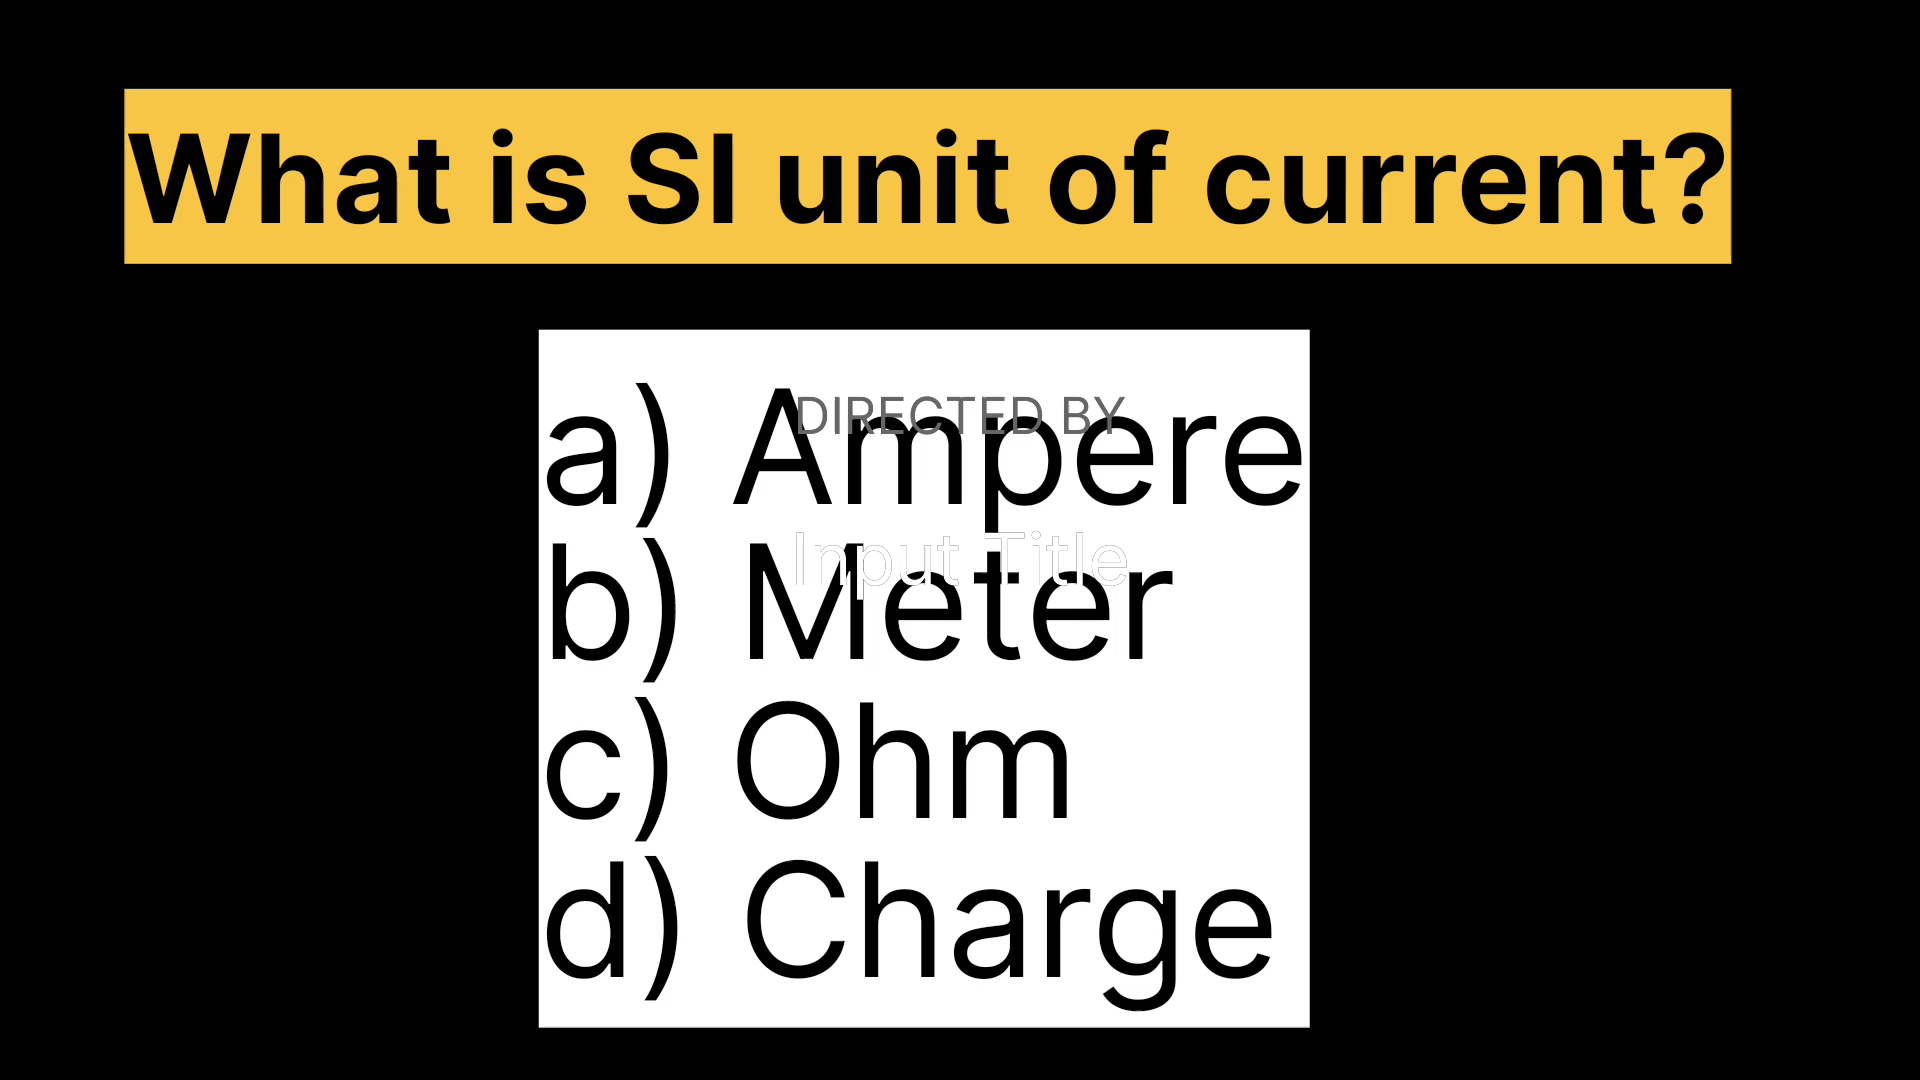 What is SI unit of current?
a) Ampere
DIRECTED BY
Input Title
b) Meter
c) Ohm
d) Charge